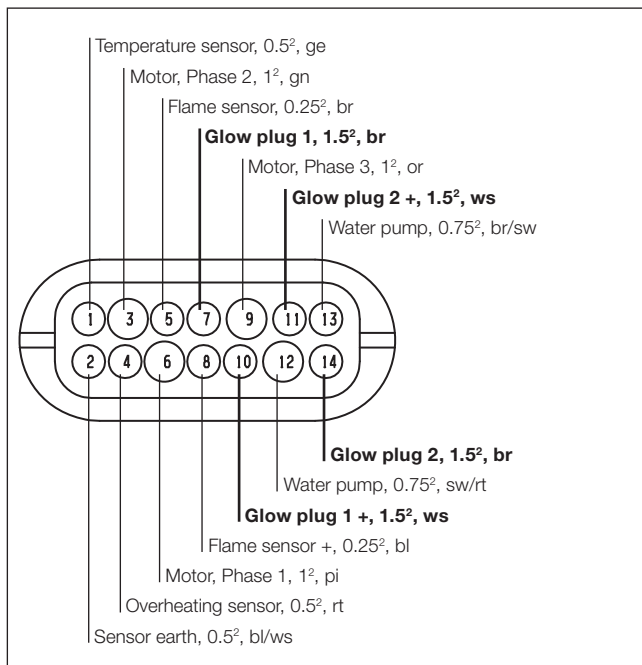 Temperature sensor, 0.5², ge
Motor, Phase 2, 1², gn
Flame sensor, 0.25², br
Glow plug 1, 1.5², br
Motor, Phase 3, 1², or
Glow plug 2 +, 1.5², ws
Water pump, 0.75², br/sw
1 3 5 7 9 11 13
2 4 6 8 10 12 14
Glow plug 2, 1.5², br
Water pump, 0.75², sw/rt
Glow plug 1 +, 1.5², ws
Flame sensor +, 0.25², bl
Motor, Phase 1, 1², pi
Overheating sensor, 0.5², rt
Sensor earth, 0.5², bl/ws